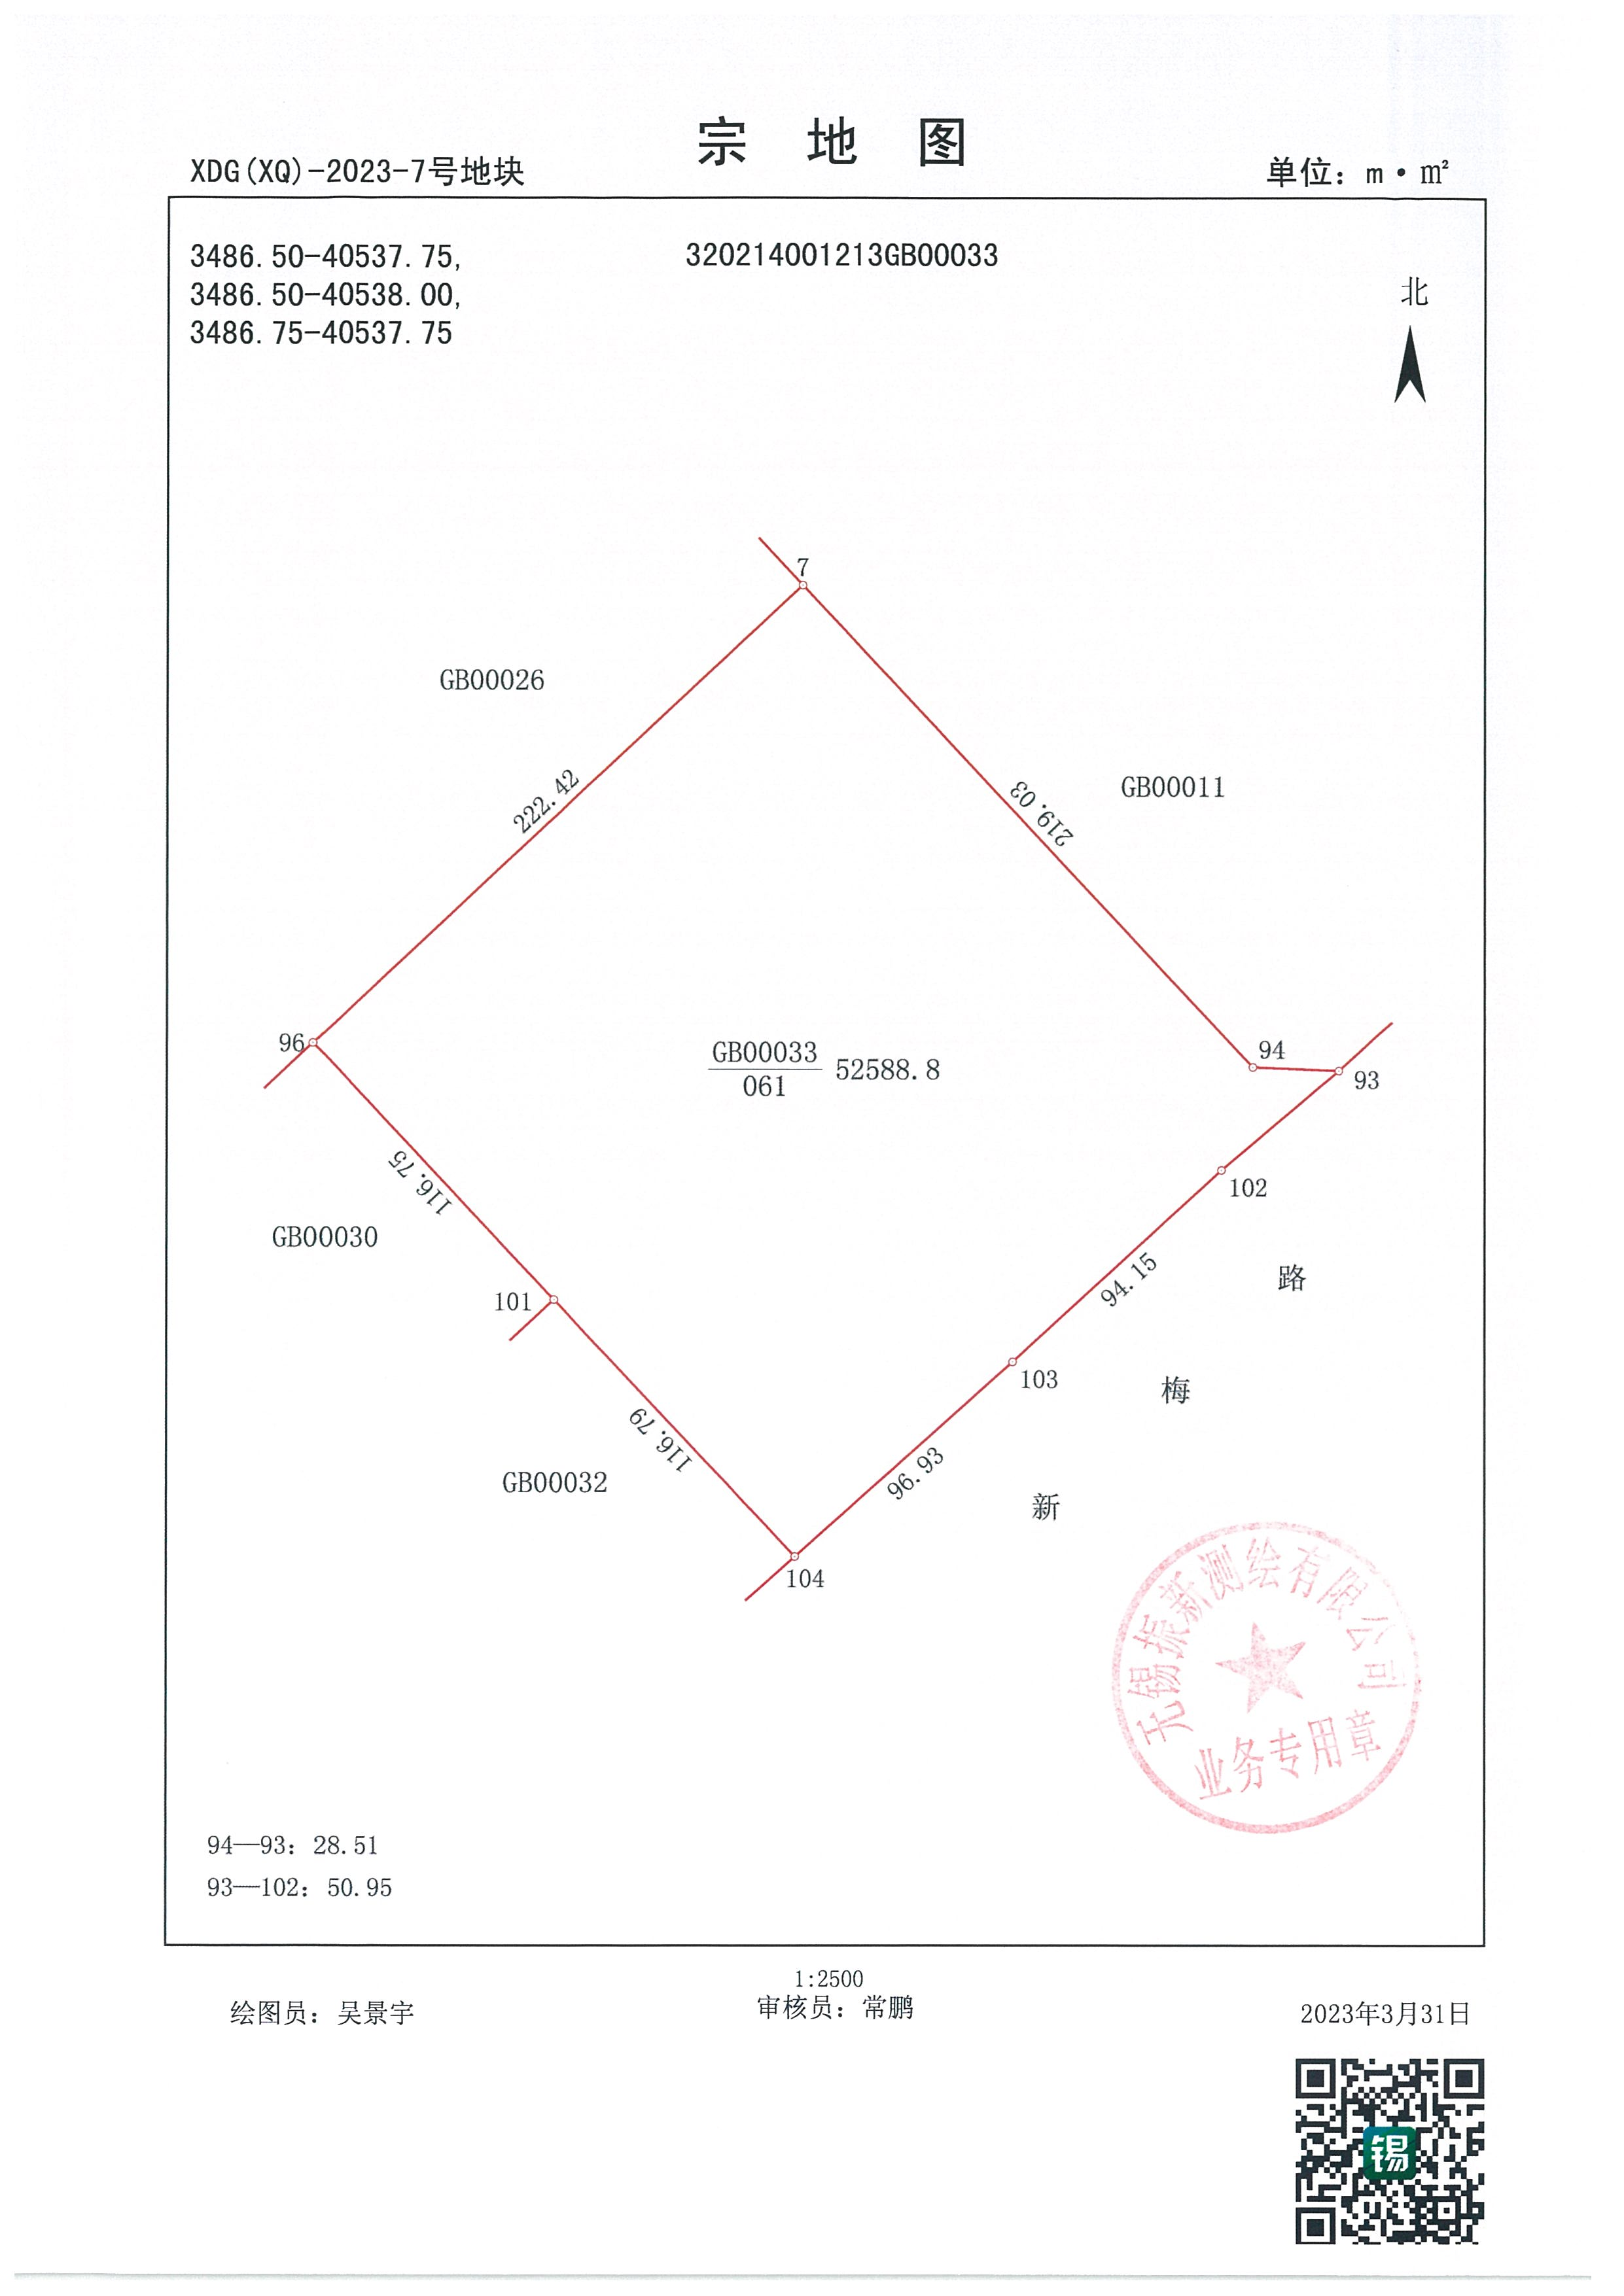 宗 地 图
XDG(XQ)-2023-7号地块
单位：m·m²
3486.50-40537.75,
3486.50-40538.00,
3486.75-40537.75
320214001213GB00033
北
7
GB00026
222.42
219.03
GB00011
96
94
93
GB00033
061
52588.8
116.75
102
GB00030
101
94.15
路
103
梅
116.79
96.93
GB00032
新
104
无锡振新测绘有限公司
业务专用章
94—93：28.51
93—102：50.95
1:2500
绘图员：吴景宇
审核员：常鹏
2023年3月31日
锡